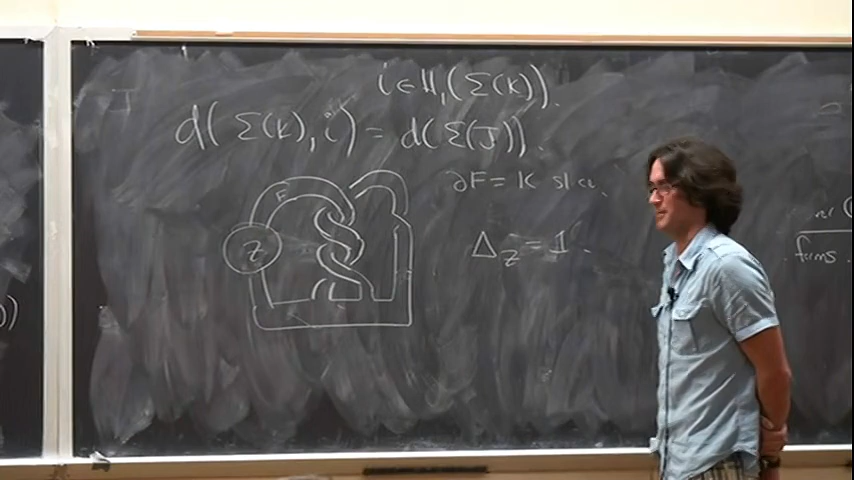 i ∈ H₁(Σ(K)).
d(Σ(K), i) = d(Σ(J)).
F
∂F = K slice.
Z
Δ_Z = 1.
forms.